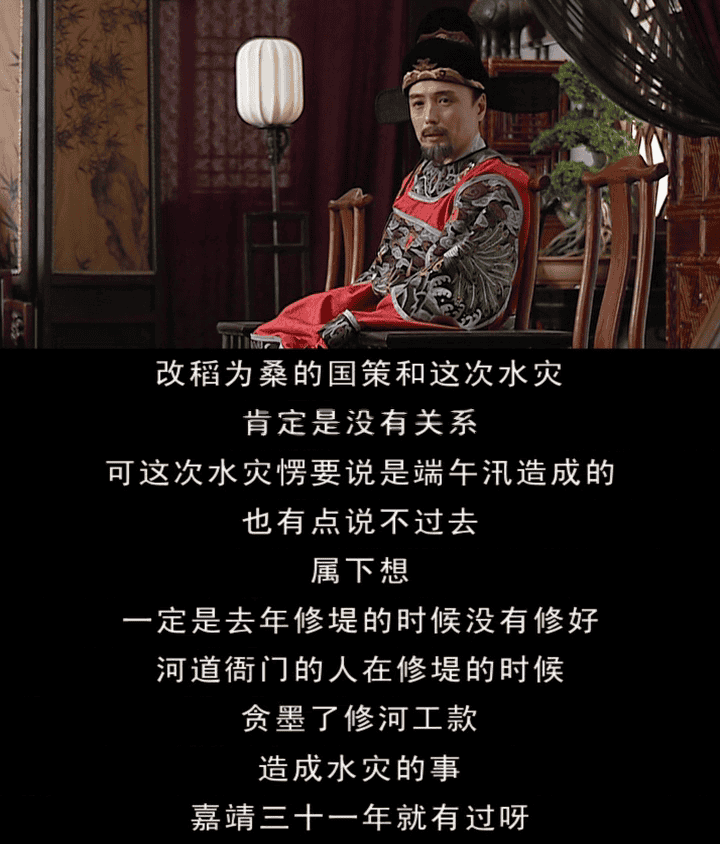 改稻为桑的国策和这次水灾
肯定是没有关系
可这次水灾愣要说是端午汛造成的
也有点说不过去
属下想
一定是去年修堤的时候没有修好
河道衙门的人在修堤的时候
贪墨了修河工款
造成水灾的事
嘉靖三十一年就有过呀